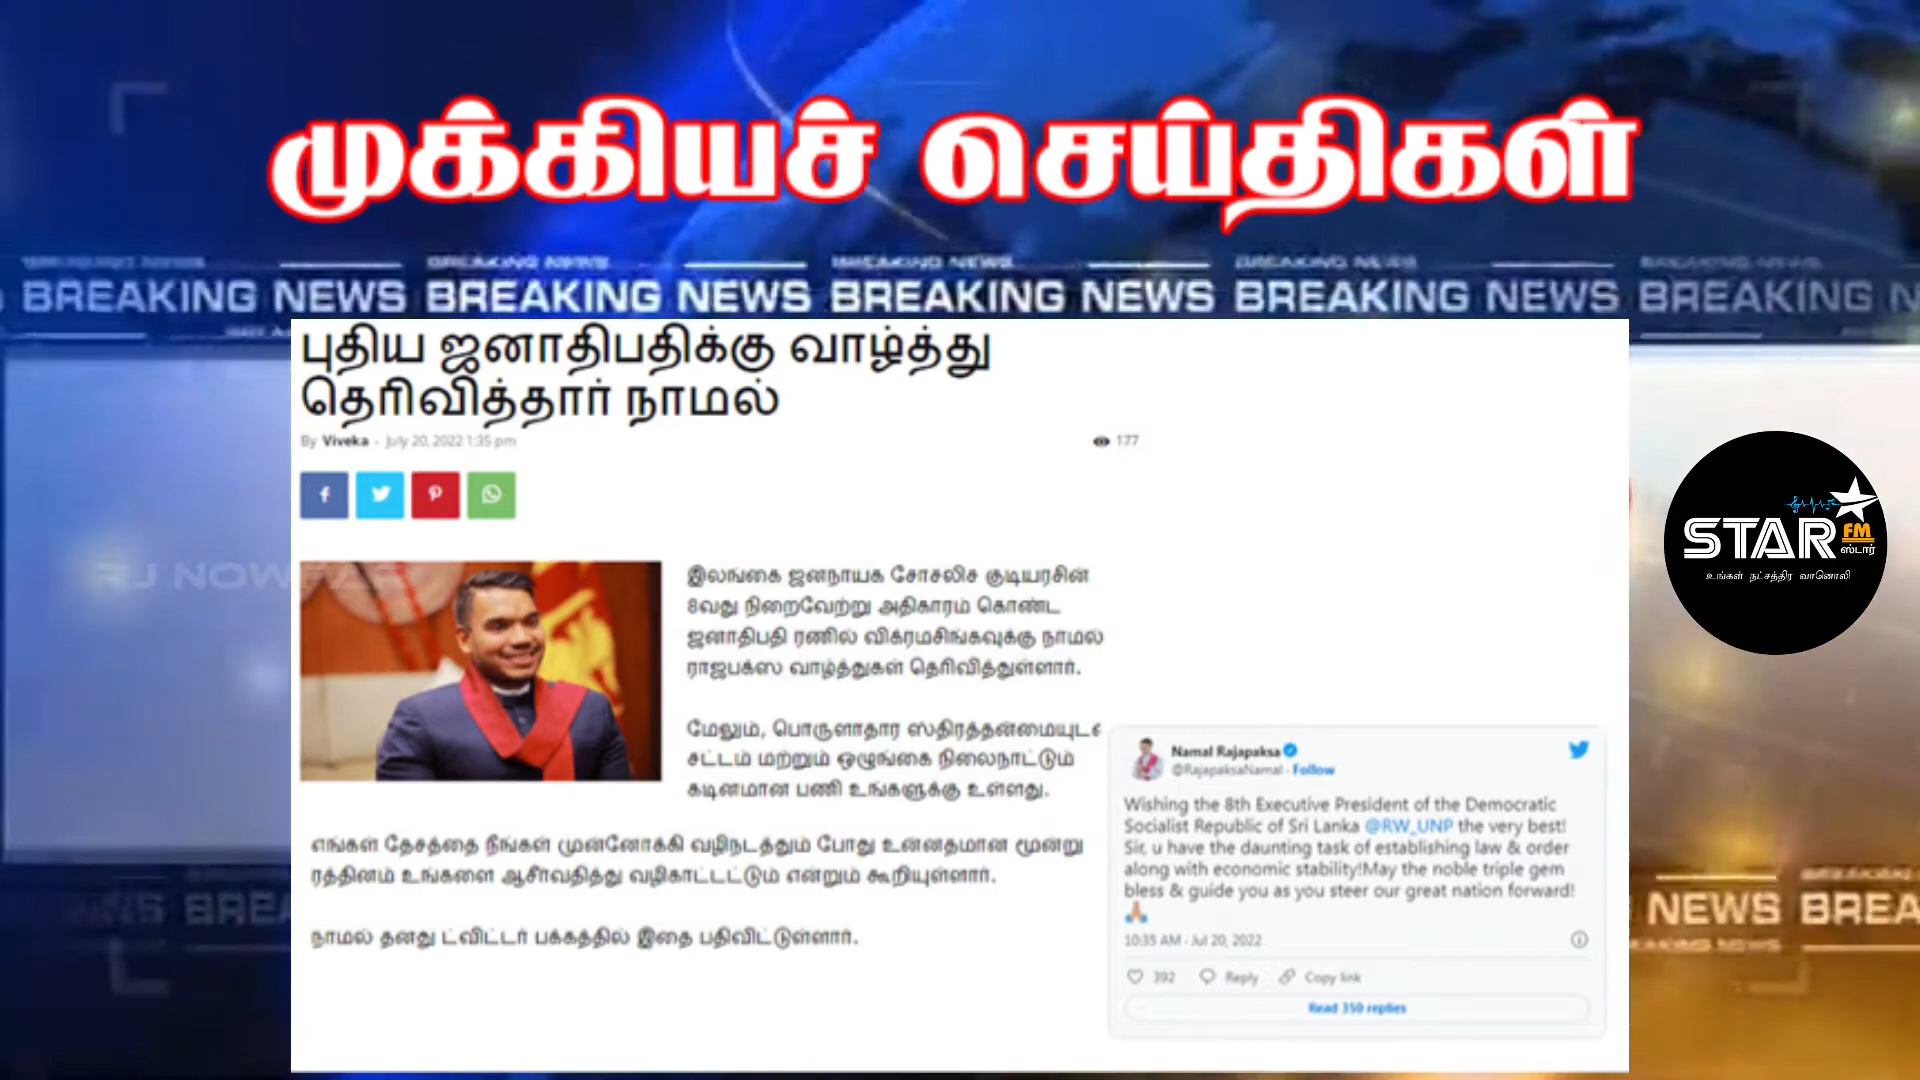 முக்கியச் செய்திகள்
BREAKING NEWS BREAKING NEWS BREAKING NEWS BREAKING NEWS BREAKING N
புதிய ஜனாதிபதிக்கு வாழ்த்து
தெரிவித்தார் நாமல்
By Viveka - July 20, 2022 1:35 pm
177
இலங்கை ஜனநாயக சோசலிச குடியரசின்
8வது நிறைவேற்று அதிகாரம் கொண்ட
ஜனாதிபதி ரணில் விக்ரமசிங்கவுக்கு நாமல்
ராஜபக்ஸ வாழ்த்துகள் தெரிவித்துள்ளார்.
மேலும், பொருளாதார
சட்டம் மற்றும் ஒழுங்கை நிலைநாட்டும்
கடினமான பணி உங்களுக்கு உள்ளது.
எங்கள் தேசத்தை நீங்கள் முன்னோக்கி வழிநடத்தும் போது உன்னதமான மூன்று
ரத்தினம் உங்களை ஆசீர்வதித்து வழிகாட்டட்டும் என்றும் கூறியுள்ளார்.
நாமல் தனது ட்விட்டர் பக்கத்தில் இதை பதிவிட்டுள்ளார்.
Namal Rajapaksa
@RajapaksaNamal · Follow
Wishing the 8th Executive President of the Democratic
Socialist Republic of Sri Lanka @RW_UNP the very best!
Sir, u have the daunting task of establishing law & order
along with economic stability!May the noble triple gem
bless & guide you as you steer our great nation forward!
🙏🏽
10:35 AM · Jul 20, 2022
392 Reply Copy link
Read 350 replies
STAR FM
ஸ்டார்
உங்கள் நட்சத்திர வானொலி
RJ NOW
BREA
NEWS BREA